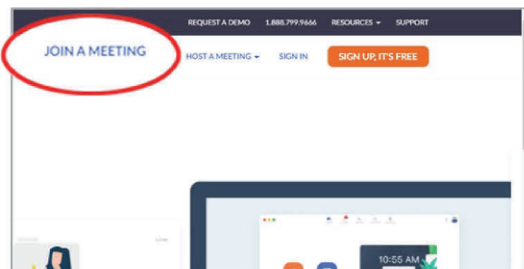 REQUEST A DEMO 1.888.799.9666 RESOURCES SUPPORT
JOIN A MEETING HOST A MEETING SIGN IN SIGN UP, IT'S FREE
10:55 AM